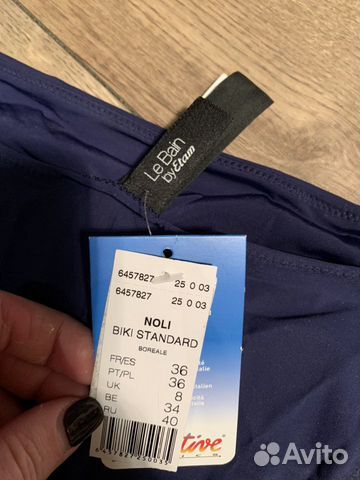 Le Bain
by Etam
6457827 25 0 03
6457827 25 0 03
NOLI
BIKI STANDARD
BOREALE
FR/ES 36
PT/PL 36
UK 8
BE 34
RU 40
6457827250035
Avito